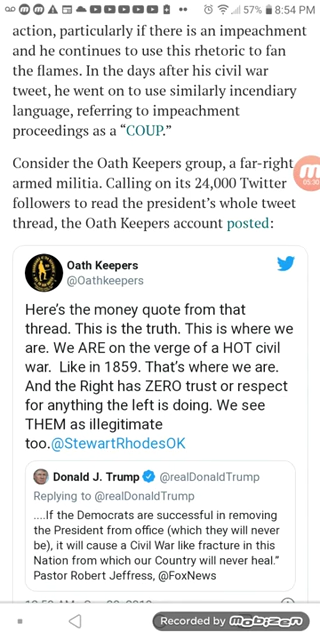 57% 8:54 PM
action, particularly if there is an impeachment
and he continues to use this rhetoric to fan
the flames. In the days after his civil war
tweet, he went on to use similarly incendiary
language, referring to impeachment
proceedings as a “COUP.”
Consider the Oath Keepers group, a far-right
armed militia. Calling on its 24,000 Twitter
followers to read the president’s whole tweet
thread, the Oath Keepers account posted:
05:30
Oath Keepers
@Oathkeepers
Here’s the money quote from that
thread. This is the truth. This is where we
are. We ARE on the verge of a HOT civil
war. Like in 1859. That’s where we are.
And the Right has ZERO trust or respect
for anything the left is doing. We see
THEM as illegitimate
too.@StewartRhodesOK
Donald J. Trump @realDonaldTrump
Replying to @realDonaldTrump
....If the Democrats are successful in removing
the President from office (which they will never
be), it will cause a Civil War like fracture in this
Nation from which our Country will never heal.”
Pastor Robert Jeffress, @FoxNews
Recorded by mobizen